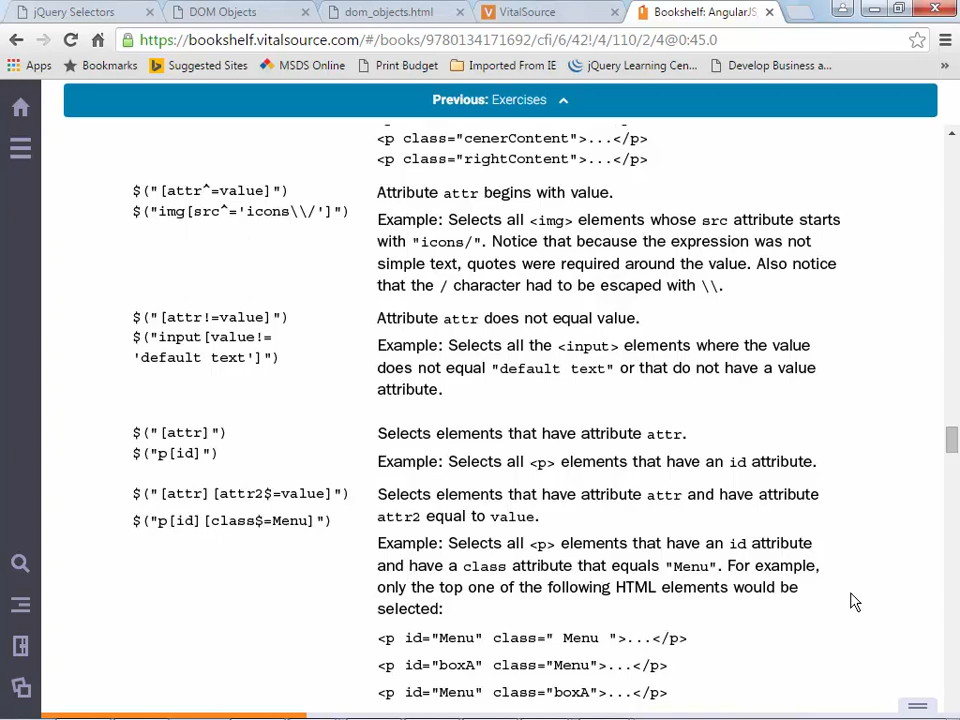 jQuery Selectors
DOM Objects
dom_objects.html
VitalSource
Bookshelf: AngularJS
https://bookshelf.vitalsource.com/#/books/9780134171692/cfi/6/42!/4/110/2/4@0:45.0
Apps
Bookmarks
Suggested Sites
MSDS Online
Print Budget
Imported From IE
jQuery Learning Cen...
Develop Business a...
»
Previous: Exercises
<p class="cenerContent">...</p>
<p class="rightContent">...</p>
$("[attr^=value]")
$("img[src^='icons\\/']")
Attribute attr begins with value.
Example: Selects all <img> elements whose src attribute starts
with "icons/". Notice that because the expression was not
simple text, quotes were required around the value. Also notice
that the / character had to be escaped with \\.
$("[attr!=value]")
$("input[value!=
'default text']")
Attribute attr does not equal value.
Example: Selects all the <input> elements where the value
does not equal "default text" or that do not have a value
attribute.
$("[attr]")
$("p[id]")
Selects elements that have attribute attr.
Example: Selects all <p> elements that have an id attribute.
$("[attr][attr2$=value]")
$("p[id][class$=Menu]")
Selects elements that have attribute attr and have attribute
attr2 equal to value.
Example: Selects all <p> elements that have an id attribute
and have a class attribute that equals "Menu". For example,
only the top one of the following HTML elements would be
selected:
<p id="Menu" class=" Menu ">...</p>
<p id="boxA" class="Menu">...</p>
<p id="Menu" class="boxA">...</p>